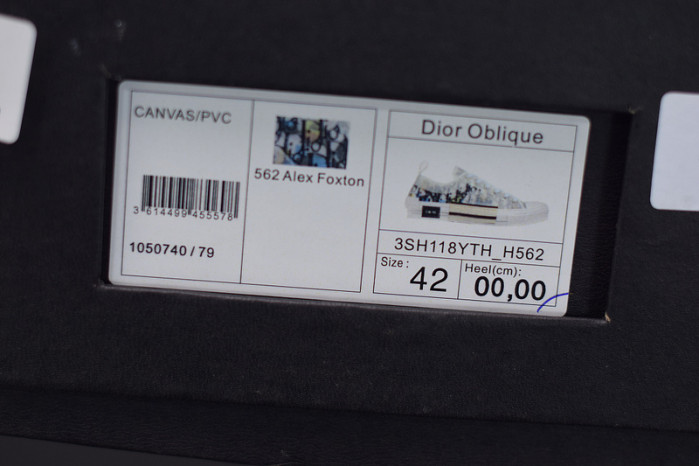 CANVAS/PVC
3 614499 455578
1050740 / 79
562 Alex Foxton
Dior Oblique
3SH118YTH_H562
Size:
42
Heel(cm):
00,00